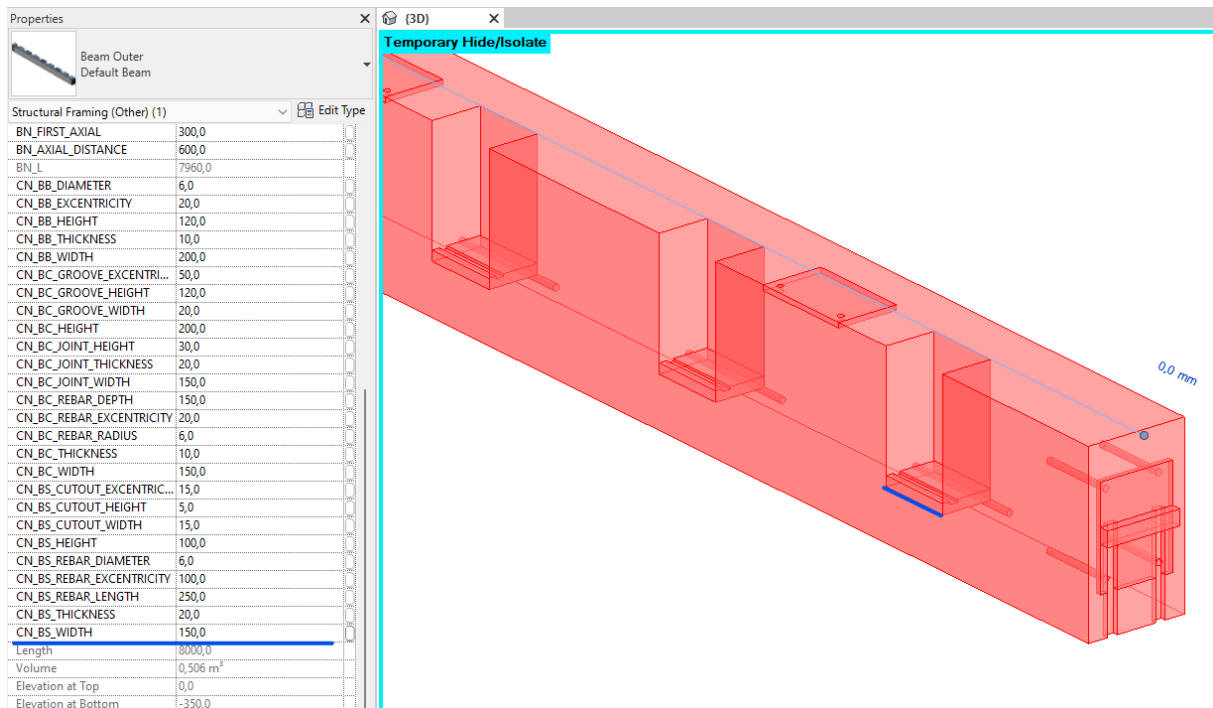 Properties
{3D}
Temporary Hide/Isolate
Beam Outer
Default Beam
Structural Framing (Other) (1)
Edit Type
BN_FIRST_AXIAL 300,0
BN_AXIAL_DISTANCE 600,0
BN_L 7960,0
CN_BB_DIAMETER 6,0
CN_BB_EXCENTRICITY 20,0
CN_BB_HEIGHT 120,0
CN_BB_THICKNESS 10,0
CN_BB_WIDTH 200,0
CN_BC_GROOVE_EXCENTRI... 50,0
CN_BC_GROOVE_HEIGHT 120,0
CN_BC_GROOVE_WIDTH 20,0
CN_BC_HEIGHT 200,0
CN_BC_JOINT_HEIGHT 30,0
CN_BC_JOINT_THICKNESS 20,0
CN_BC_JOINT_WIDTH 150,0
CN_BC_REBAR_DEPTH 150,0
CN_BC_REBAR_EXCENTRICITY 20,0
CN_BC_REBAR_RADIUS 6,0
CN_BC_THICKNESS 10,0
CN_BC_WIDTH 150,0
CN_BS_CUTOUT_EXCENTRIC... 15,0
CN_BS_CUTOUT_HEIGHT 5,0
CN_BS_CUTOUT_WIDTH 15,0
CN_BS_HEIGHT 100,0
CN_BS_REBAR_DIAMETER 6,0
CN_BS_REBAR_EXCENTRICITY 100,0
CN_BS_REBAR_LENGTH 250,0
CN_BS_THICKNESS 20,0
CN_BS_WIDTH 150,0
Length 8000,0
Volume 0,506 m³
Elevation at Top 0,0
Elevation at Bottom -350,0
0,0 mm